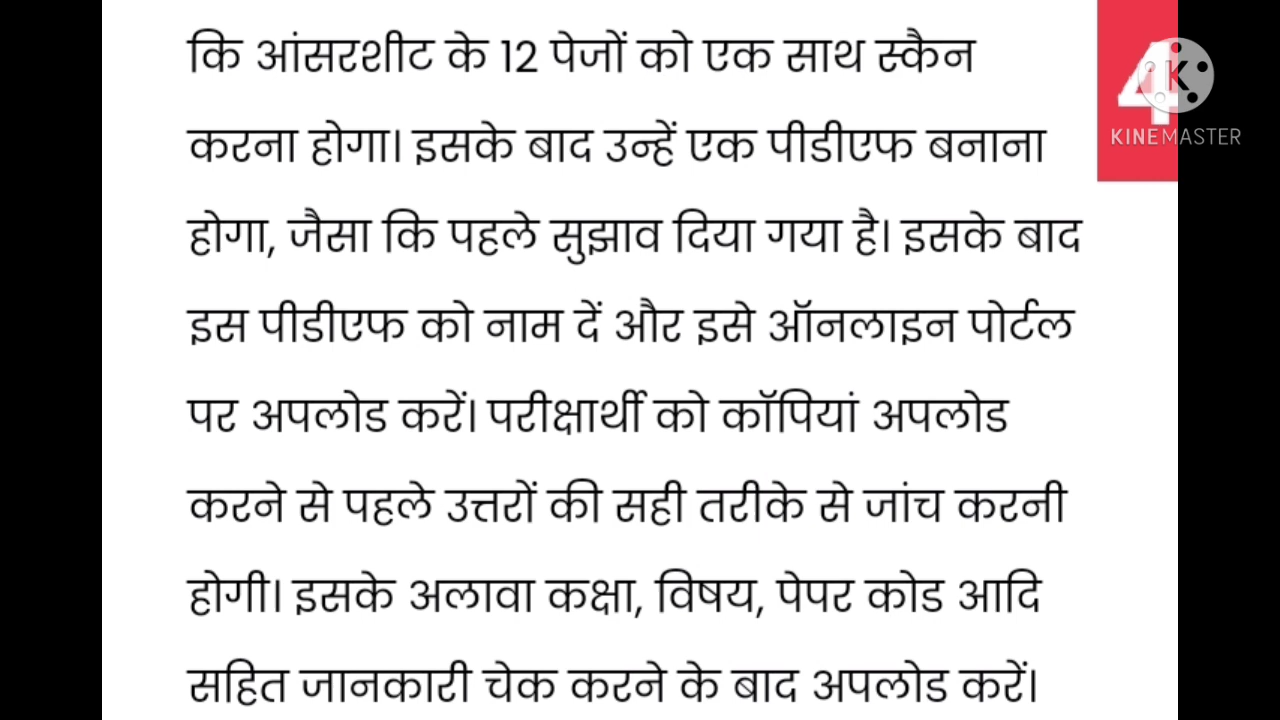 कि आंसरशीट के 12 पेजों को एक साथ स्कैन
करना होगा। इसके बाद उन्हें एक पीडीएफ बनाना
होगा, जैसा कि पहले सुझाव दिया गया है। इसके बाद
इस पीडीएफ को नाम दें और इसे ऑनलाइन पोर्टल
पर अपलोड करें। परीक्षार्थी को कॉपियां अपलोड
करने से पहले उत्तरों की सही तरीके से जांच करनी
होगी। इसके अलावा कक्षा, विषय, पेपर कोड आदि
सहित जानकारी चेक करने के बाद अपलोड करें।
4
K
KINEMASTER